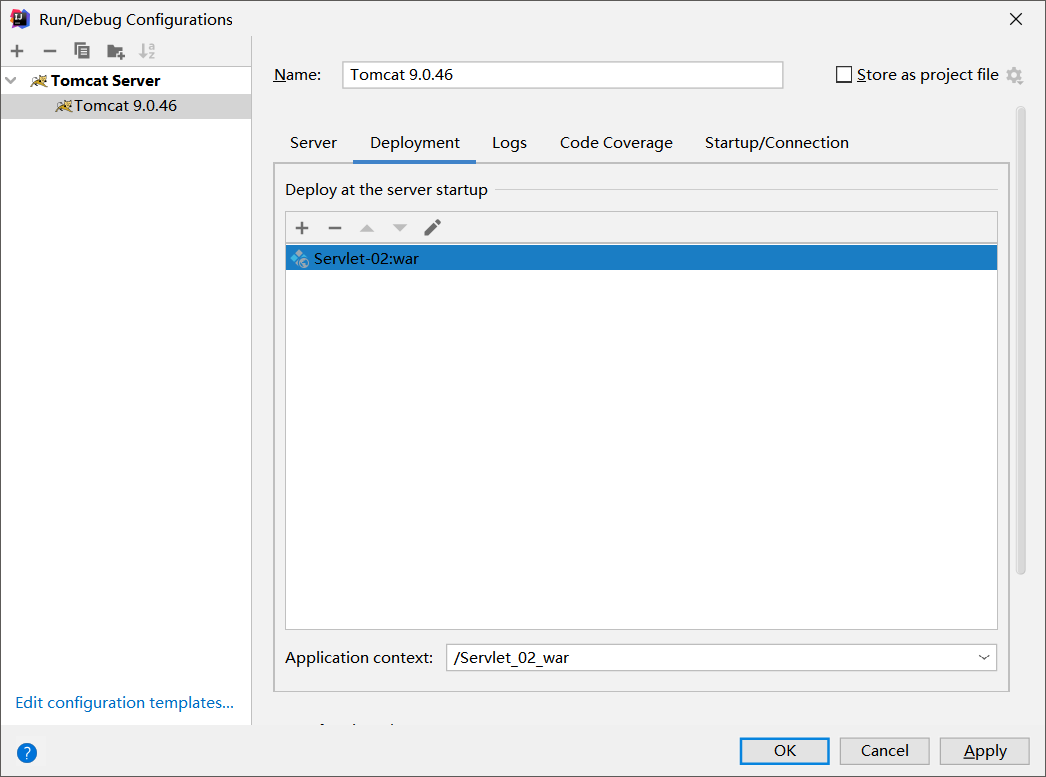 Run/Debug Configurations
Tomcat Server
Tomcat 9.0.46
Name: Tomcat 9.0.46 Store as project file
Server Deployment Logs Code Coverage Startup/Connection
Deploy at the server startup
Servlet-02:war
Application context: /Servlet_02_war
Edit configuration templates...
? OK Cancel Apply